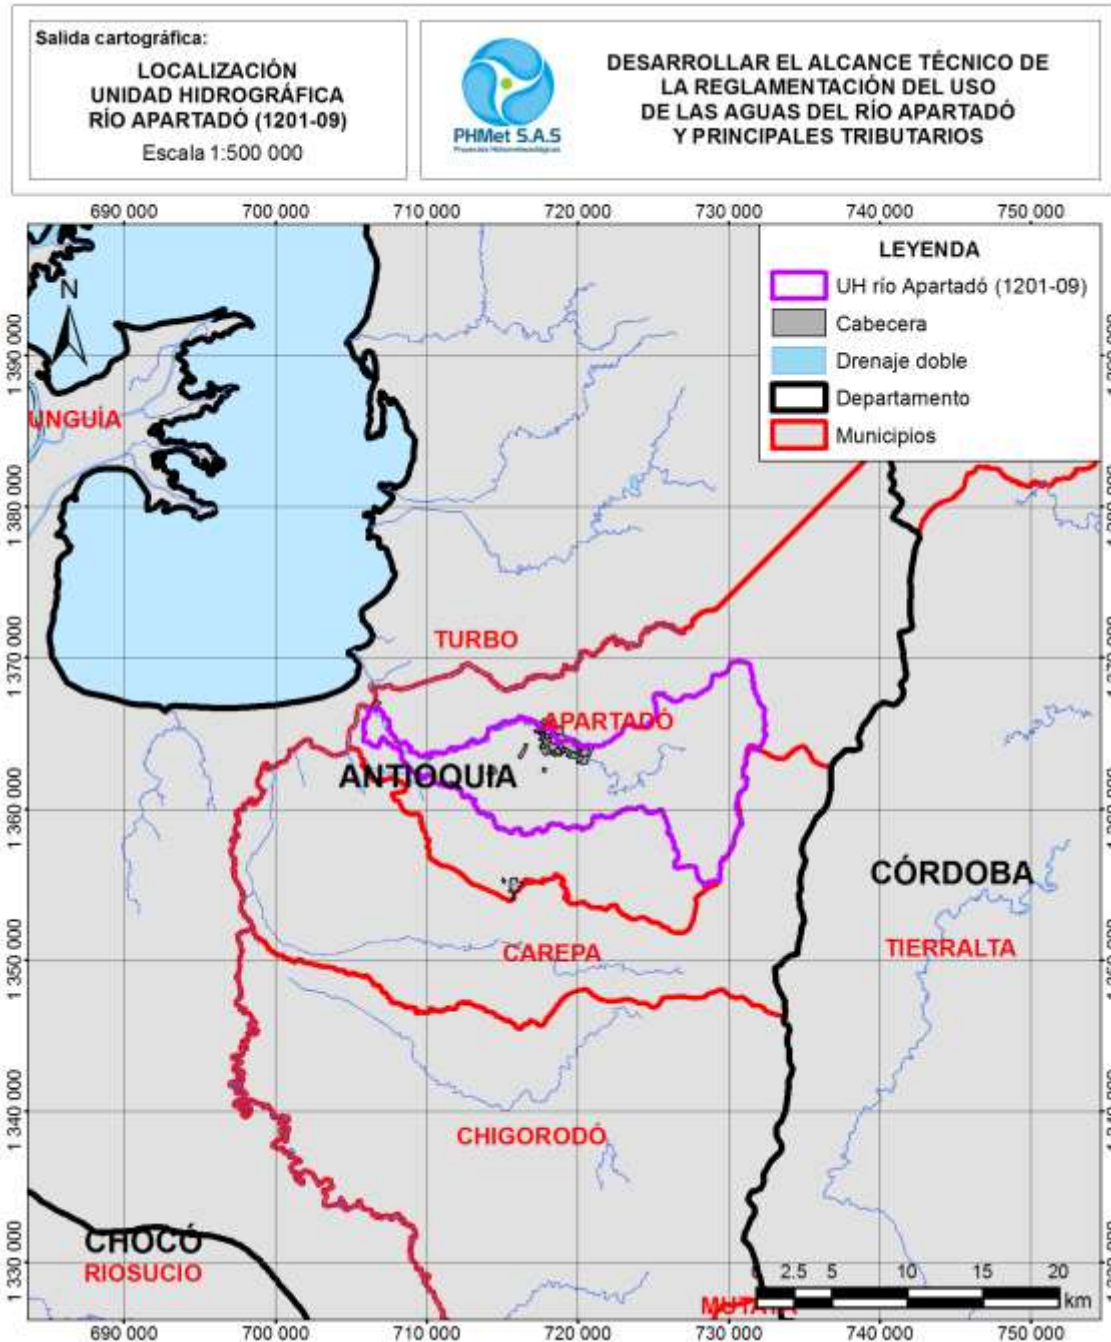 Salida cartográfica:
LOCALIZACIÓN
UNIDAD HIDROGRÁFICA
RÍO APARTADÓ (1201-09)
Escala 1:500 000
PHMet S.A.S
DESARROLLAR EL ALCANCE TÉCNICO DE
LA REGLAMENTACIÓN DEL USO
DE LAS AGUAS DEL RÍO APARTADÓ
Y PRINCIPALES TRIBUTARIOS
690 000 700 000 710 000 720 000 730 000 740 000 750 000
LEYENDA
UH río Apartadó (1201-09)
Cabecera
Drenaje doble
Departamento
Municipios
N
1 390 000
UNGUÍA
1 380 000
TURBO
1 370 000
APARTADÓ
ANTIOQUIA
1 360 000
CÓRDOBA
TIERRALTA
CAREPA
1 350 000
1 340 000
CHIGORODÓ
CHOCÓ
RIOSUCIO
1 330 000
2.5 5 10 15 20
km
690 000 700 000 710 000 720 000 730 000 740 000 750 000